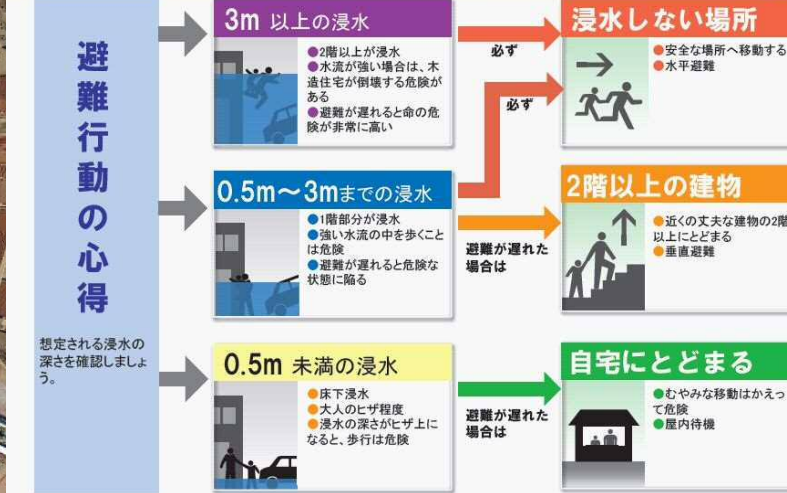 避難行動の心得
想定される浸水の
深さを確認しましょ
う。
3m 以上の浸水
●2階以上が浸水
●水流が強い場合は、木
造住宅が倒壊する危険が
ある
●避難が遅れると命の危
険が非常に高い
必ず
浸水しない場所
●安全な場所へ移動する
●水平避難
0.5m～3mまでの浸水
●1階部分が浸水
●強い水流の中を歩くこと
は危険
●避難が遅れると危険な
状態に陥る
必ず
避難が遅れた
場合は
2階以上の建物
●近くの丈夫な建物の2階
以上にとどまる
●垂直避難
0.5m 未満の浸水
●床下浸水
●大人のヒザ程度
●浸水の深さがヒザ上に
なると、歩行は危険
避難が遅れた
場合は
自宅にとどまる
●むやみな移動はかえっ
て危険
●屋内待機